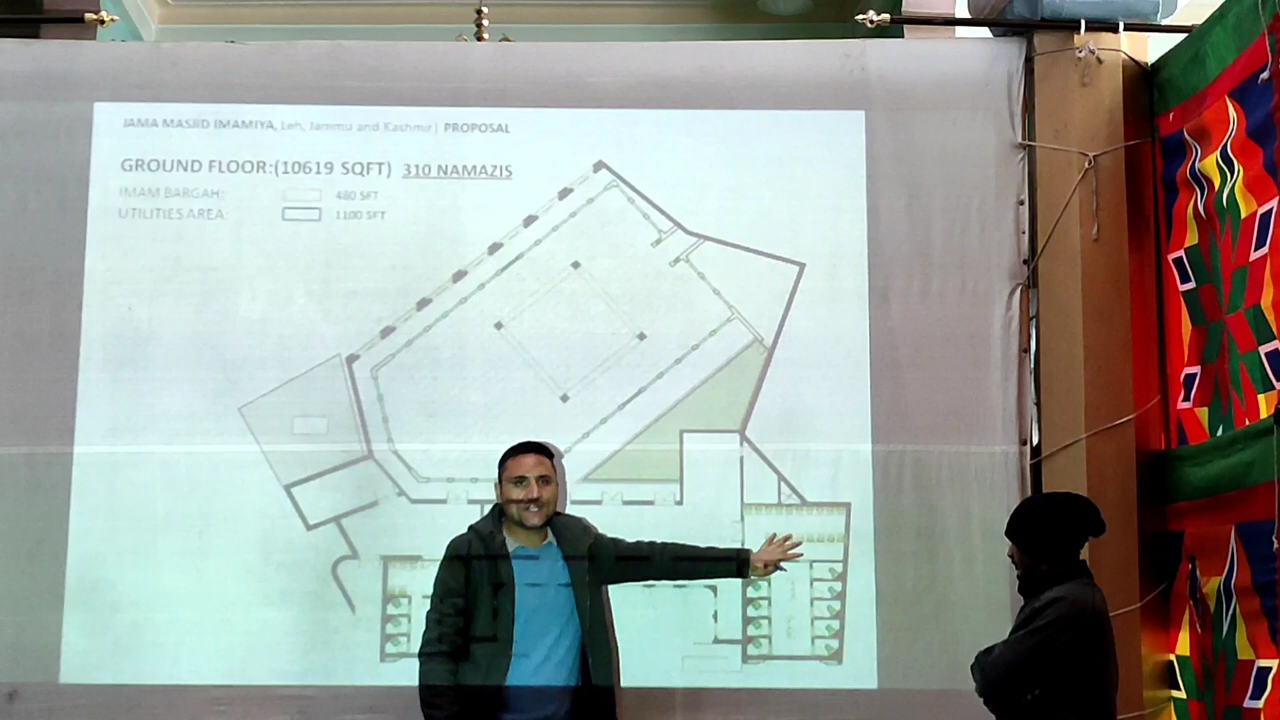 JAMA MASJID IMAMIYA, Leh, Jammu and Kashmir| PROPOSAL
GROUND FLOOR:(10619 SQFT) 310 NAMAZIS
IMAM BARGAH: 480 SFT
UTILITIES AREA: 1100 SFT